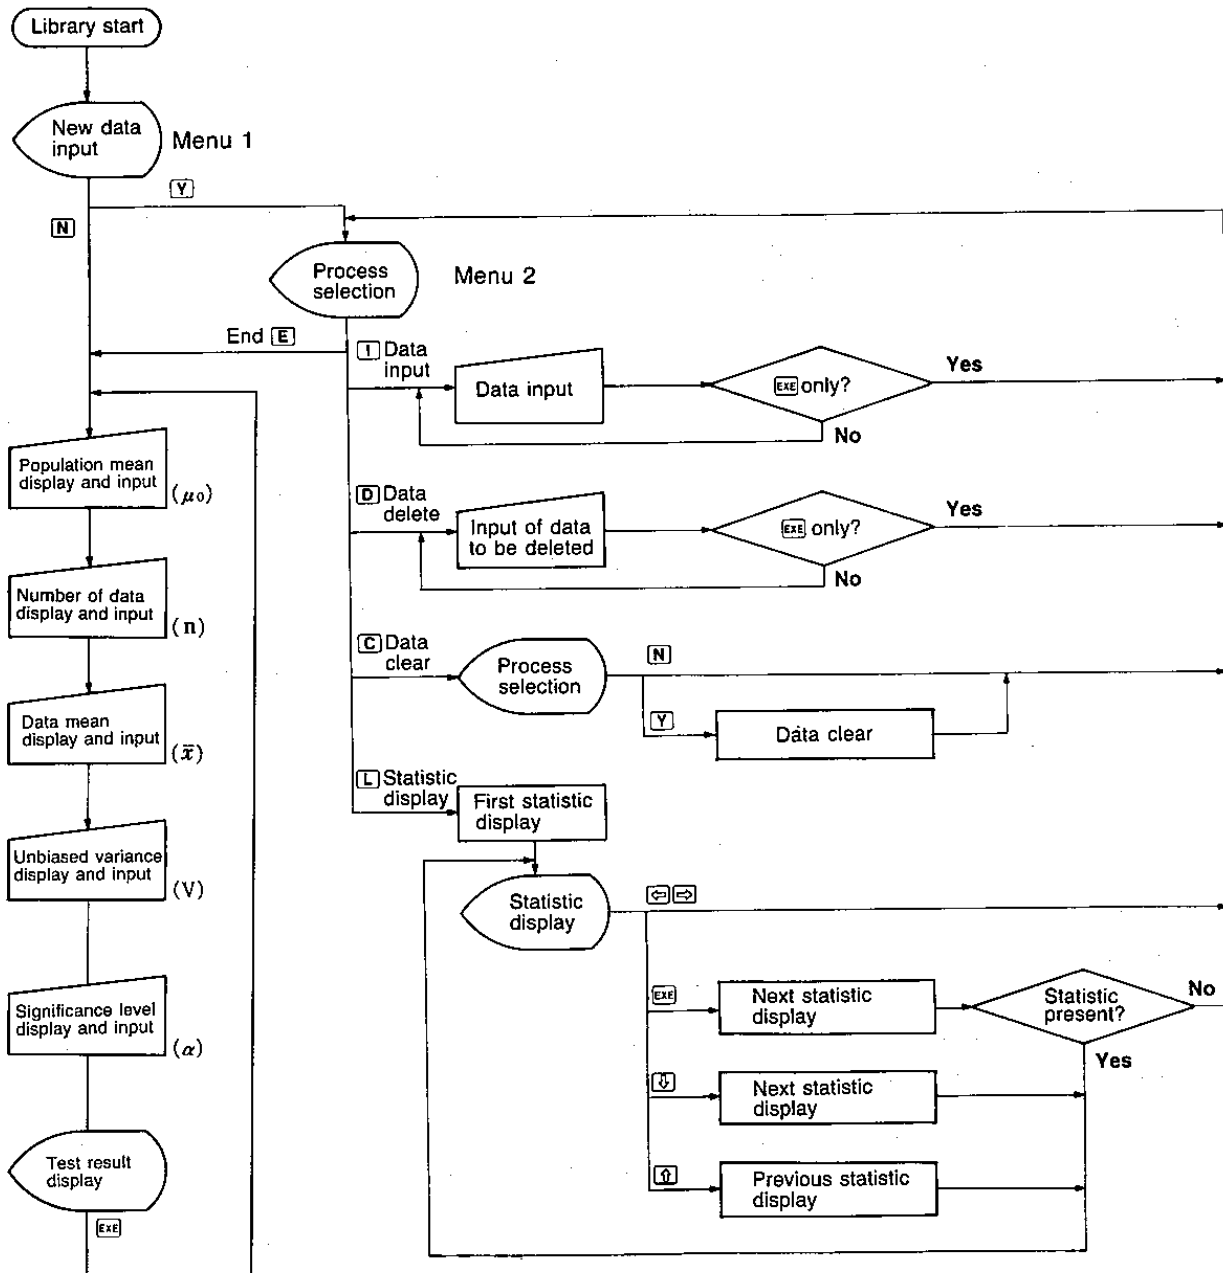 Library start
New data
input
Menu 1
Y
N
Process
selection
Menu 2
End E
I Data
input
Data input
EXE only?
Yes
No
Population mean
display and input
(μ0)
D Data
delete
Input of data
to be deleted
EXE only?
Yes
No
Number of data
display and input
(n)
C Data
clear
Process
selection
N
Y
Data clear
Data mean
display and input
(x̄)
L Statistic
display
First statistic
display
Unbiased variance
display and input
(V)
Statistic
display
⇦ ⇨
EXE
Next statistic
display
Statistic
present?
No
Yes
Significance level
display and input
(α)
⇩
Next statistic
display
⇧
Previous statistic
display
Test result
display
EXE